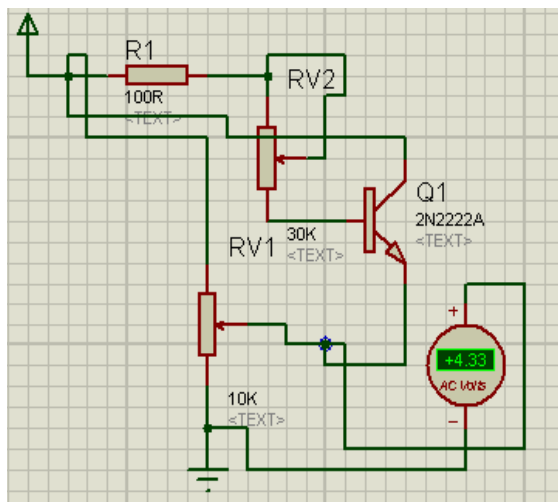 R1
100R
<TEXT>
RV2
30K
<TEXT>
Q1
2N2222A
<TEXT>
RV1
10K
<TEXT>
+
+4.33
AC Volts
−